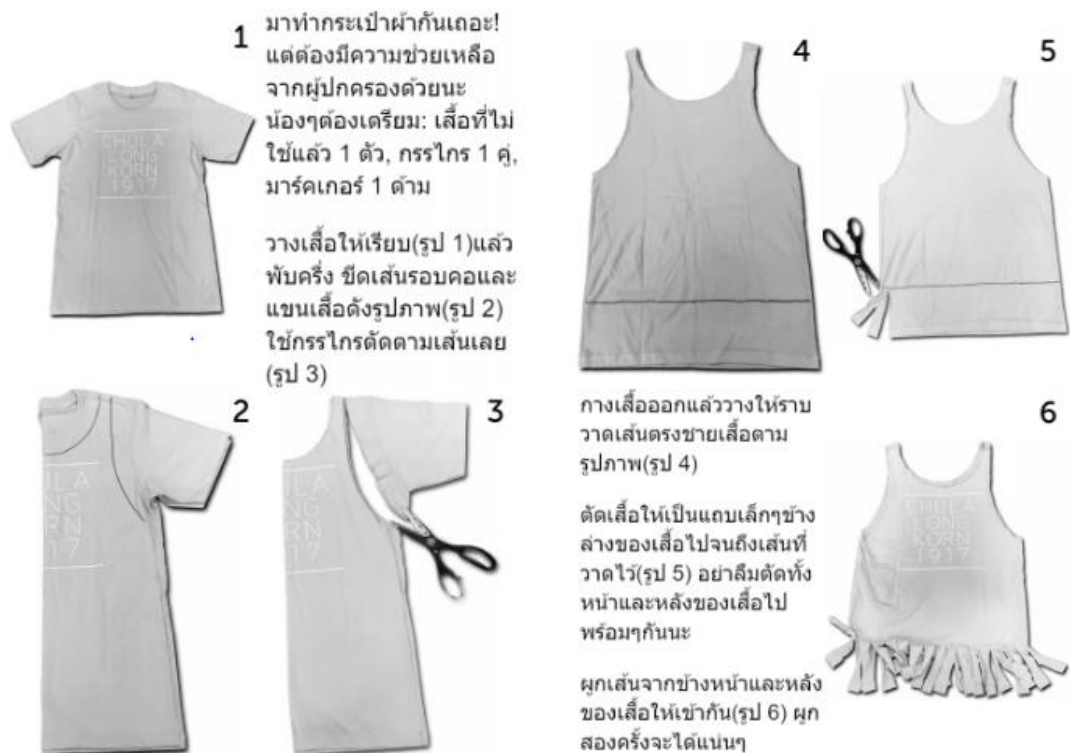 1
มาทำกระเป๋าผ้ากันเถอะ!
แต่ต้องมีความช่วยเหลือ
จากผู้ปกครองด้วยนะ
น้องๆต้องเตรียม: เสื้อที่ไม่
ใช้แล้ว 1 ตัว, กรรไกร 1 คู่,
มาร์คเกอร์ 1 ด้าม
CHULA
LONG
KORN
1917
วางเสื้อให้เรียบ(รูป 1)แล้ว
พับครึ่ง ขีดเส้นรอบคอและ
แขนเสื้อดังรูปภาพ(รูป 2)
ใช้กรรไกรตัดตามเส้นเลย
(รูป 3)
2
ULA
NG
RN
17
3
ULA
NG
RN
17
4
5
กางเสื้อออกแล้ววางให้ราบ
วาดเส้นตรงชายเสื้อตาม
รูปภาพ(รูป 4)
ตัดเสื้อให้เป็นแถบเล็กๆข้าง
ล่างของเสื้อไปจนถึงเส้นที่
วาดไว้(รูป 5) อย่าลืมตัดทั้ง
หน้าและหลังของเสื้อไป
พร้อมๆกันนะ
ผูกเส้นจากข้างหน้าและหลัง
ของเสื้อให้เข้ากัน(รูป 6) ผูก
สองครั้งจะได้แน่นๆ
6
CHULA
LONG
KORN
1917